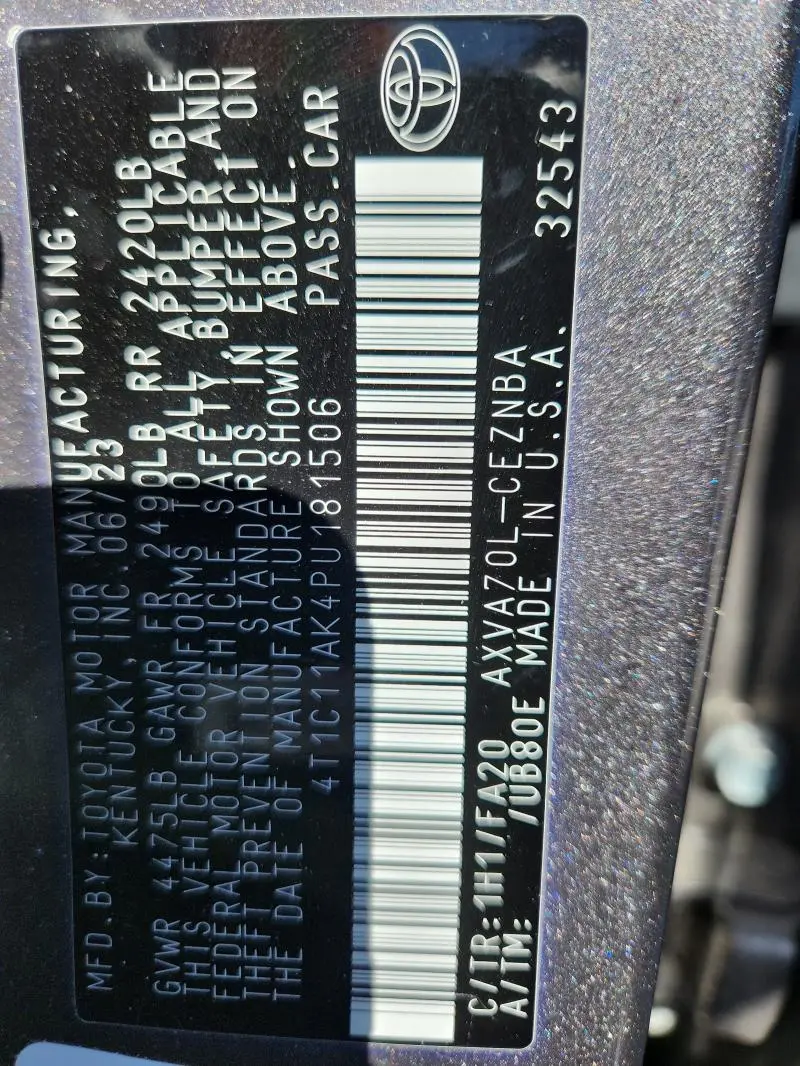 MFD.BY:TOYOTA MOTOR MANUFACTURING,
KENTUCKY, INC.06/23
GVWR 4475LB GAWR FR 2490LB RR 2420LB
THIS VEHICLE CONFORMS TO ALL APPLICABLE
FEDERAL MOTOR VEHICLE SAFETY, BUMPER, AND
THEFT PREVENTION STANDARDS IN EFFECT ON
THE DATE OF MANUFACTURE SHOWN ABOVE.
4T1C11AK4PU181506 PASS.CAR
C/TR:1H1/FA20 AXVA70L-CEZNBA
A/TM: /UB80E MADE IN U.S.A. 32543